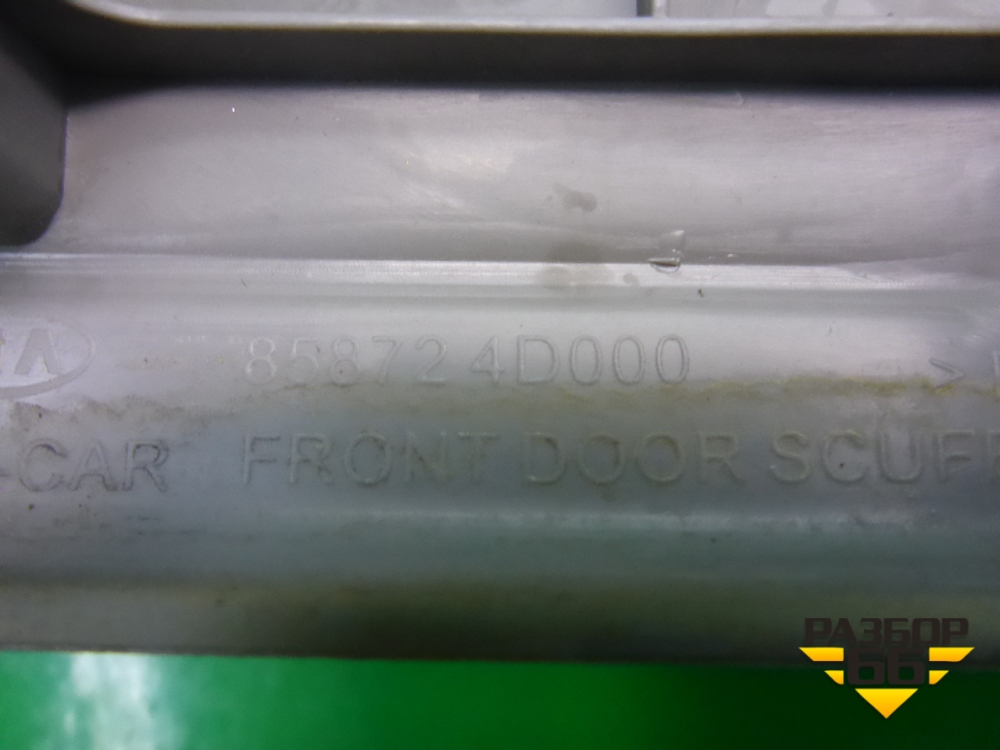 85872 4D000 >
-CAR FRONT DOOR SCUFF
РАЗБОР
66